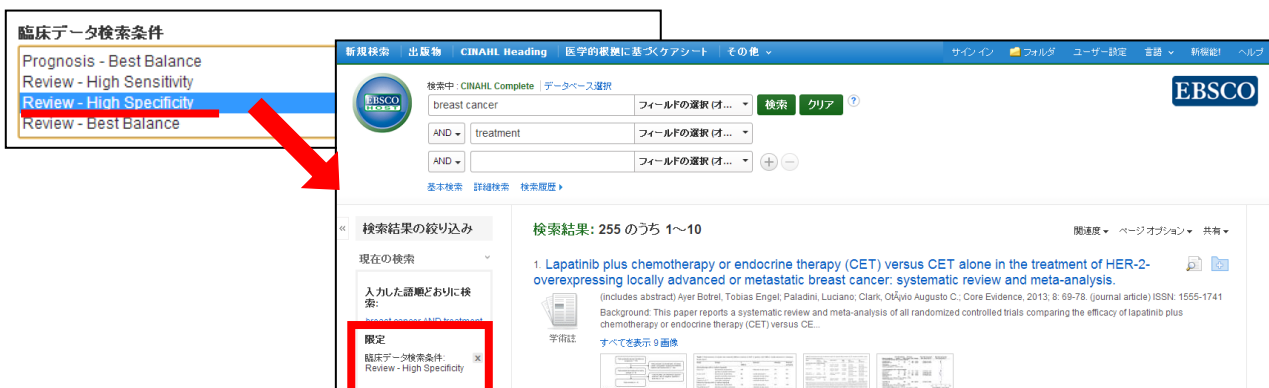 臨床データ検索条件
Prognosis - Best Balance
Review - High Sensitivity
Review - High Specificity
Review - Best Balance
新規検索 出版物 CINAHL Heading 医学的根拠に基づくケアシート その他
サインイン フォルダ ユーザー設定 言語 新機能! ヘルプ
検索中: CINAHL Complete データベース選択
EBSCO
HOST
breast cancer フィールドの選択 (オ... 検索 クリア ?
EBSCO
AND treatment フィールドの選択 (オ...
AND フィールドの選択 (オ...
基本検索 詳細検索 検索履歴
« 検索結果の絞り込み
検索結果: 255 のうち 1~10
関連度 ページ オプション 共有
現在の検索
1. Lapatinib plus chemotherapy or endocrine therapy (CET) versus CET alone in the treatment of HER-2-
overexpressing locally advanced or metastatic breast cancer: systematic review and meta-analysis.
入力した語順どおりに検
索:
breast cancer AND treatment
(includes abstract) Ayer Botrel, Tobias Engel; Paladini, Luciano; Clark, OtÃ¡vio Augusto C.; Core Evidence, 2013; 8: 69-78. (journal article) ISSN: 1555-1741
Background: This paper reports a systematic review and meta-analysis of all randomized controlled trials comparing the efficacy of lapatinib plus
chemotherapy or endocrine therapy (CET) versus CE...
学術誌
すべてを表示 9 画像
限定
臨床データ検索条件: x
Review - High Specificity